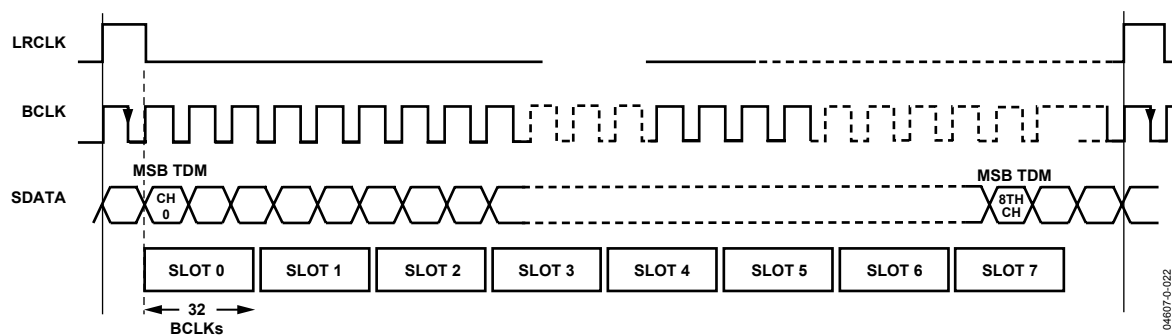 LRCLK
BCLK
MSB TDM
MSB TDM
SDATA
CH
0
8TH
CH
SLOT 0
SLOT 1
SLOT 2
SLOT 3
SLOT 4
SLOT 5
SLOT 6
SLOT 7
32
BCLKs
04607-0-022